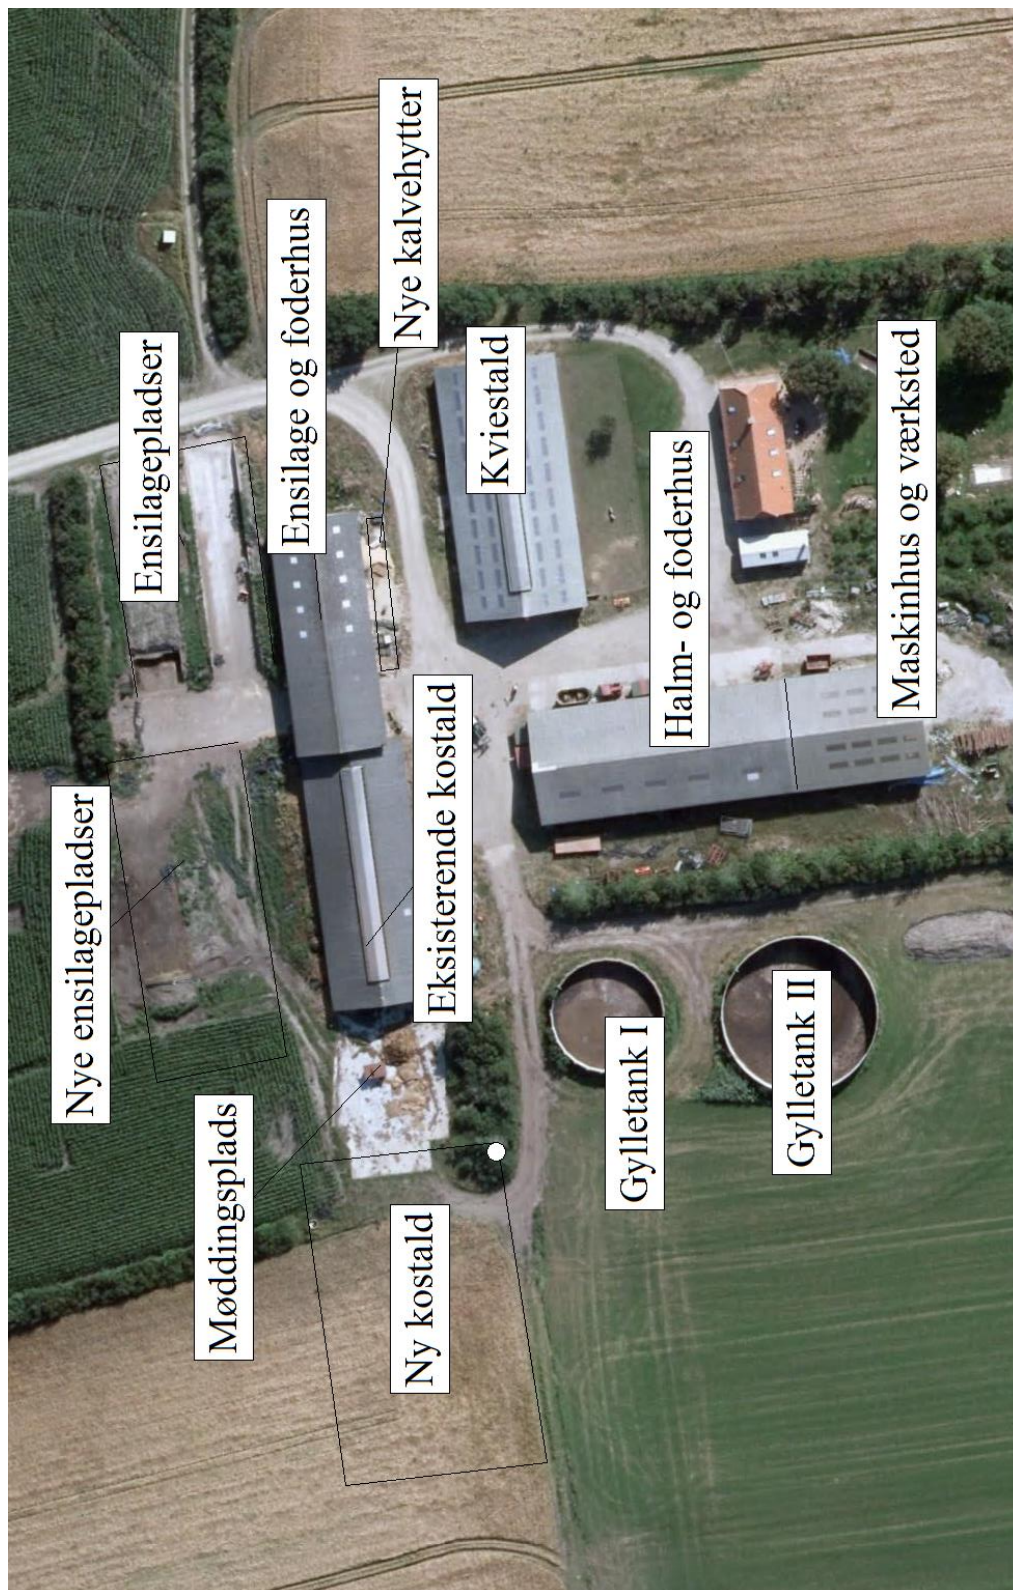 Ensilagepladser
Ensilage og foderhus
Nye kalvehytter
Kviestald
Halm- og foderhus
Maskinhus og værksted
Nye ensilagepladser
Eksisterende kostald
Møddingsplads
Ny kostald
Gylletank I
Gylletank II